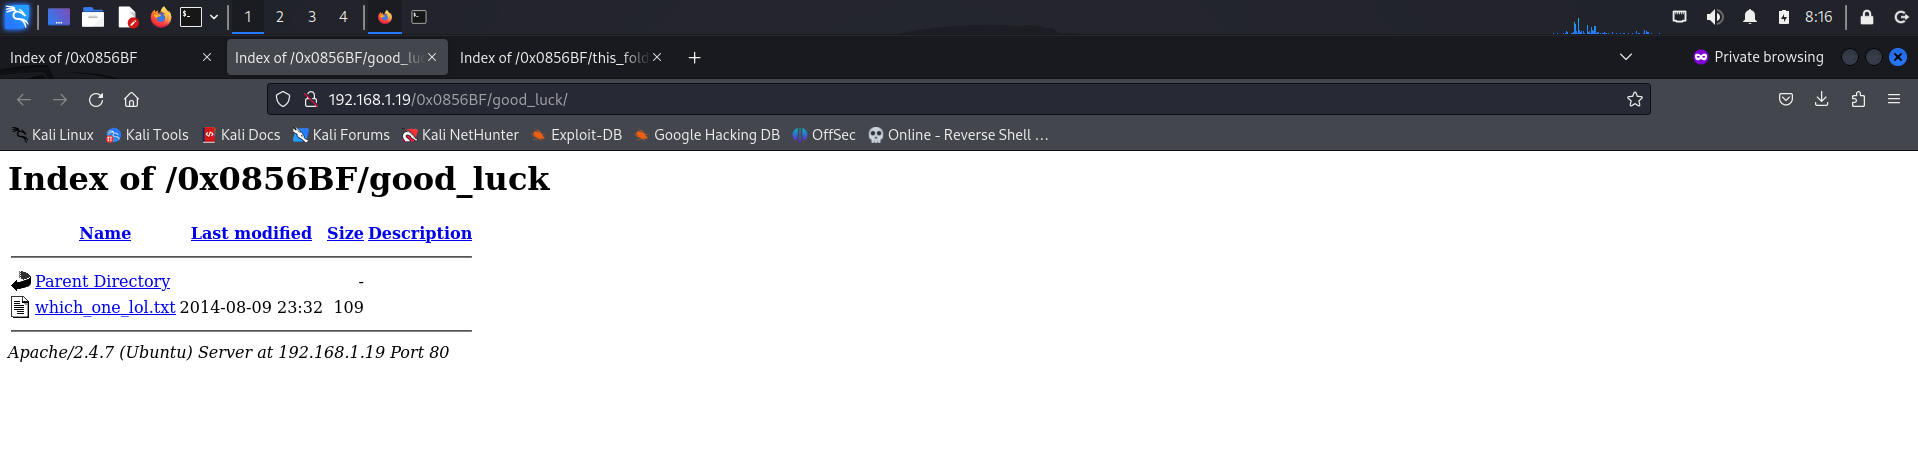 1 2 3 4 8:16
Index of /0x0856BF Index of /0x0856BF/good_lu Index of /0x0856BF/this_fold Private browsing
192.168.1.19/0x0856BF/good_luck/
Kali Linux Kali Tools Kali Docs Kali Forums Kali NetHunter Exploit-DB Google Hacking DB OffSec Online - Reverse Shell …
Index of /0x0856BF/good_luck
Name Last modified Size Description
Parent Directory -
which_one_lol.txt 2014-08-09 23:32 109
Apache/2.4.7 (Ubuntu) Server at 192.168.1.19 Port 80